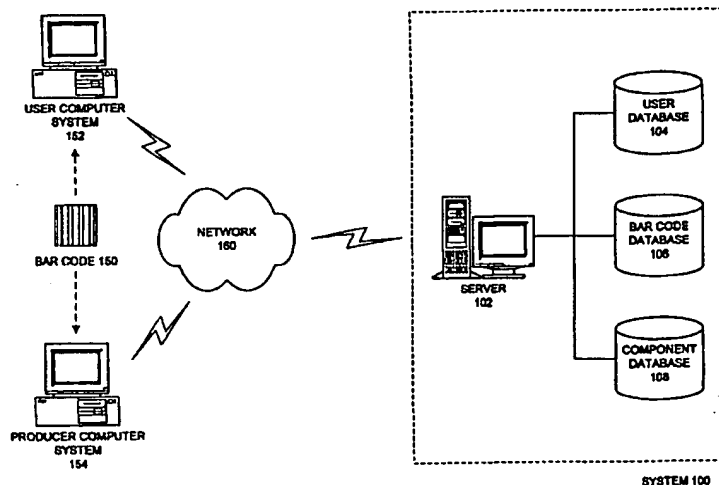 USER COMPUTER
SYSTEM
152
BAR CODE 150
PRODUCER COMPUTER
SYSTEM
154
NETWORK
160
SERVER
102
USER
DATABASE
104
BAR CODE
DATABASE
106
COMPONENT
DATABASE
108
SYSTEM 100